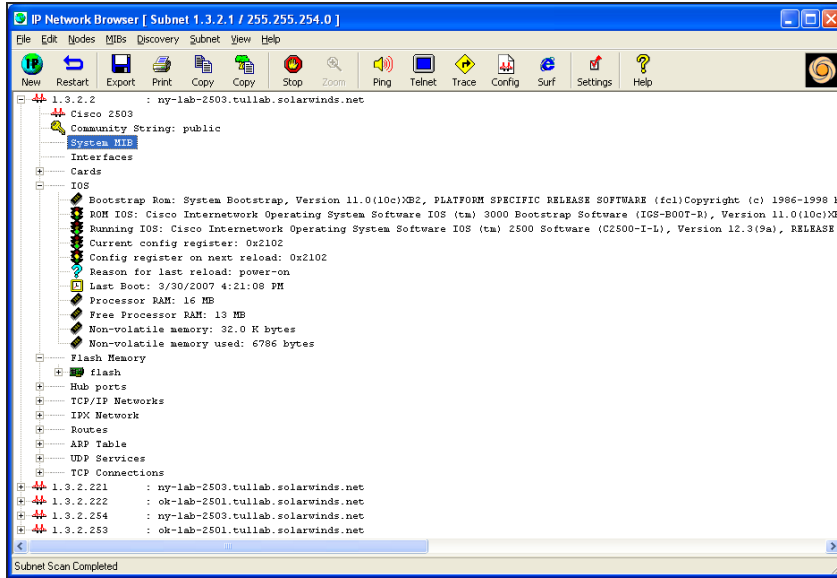 IP Network Browser [ Subnet 1.3.2.1 / 255.255.254.0 ]
File Edit Nodes MIBs Discovery Subnet View Help
New Restart Export Print Copy Copy Stop Zoom Ping Telnet Trace Config Surf Settings Help
1.3.2.2 : ny-lab-2503.tullab.solarwinds.net
Cisco 2503
Community String: public
System MIB
Interfaces
Cards
IOS
Bootstrap Rom: System Bootstrap, Version 11.0(10c)XB2, PLATFORM SPECIFIC RELEASE SOFTWARE (fc1)Copyright (c) 1986-1998
ROM IOS: Cisco Internetwork Operating System Software IOS (tm) 3000 Bootstrap Software (IGS-BOOT-R), Version 11.0(10c)
Running IOS: Cisco Internetwork Operating System Software IOS (tm) 2500 Software (C2500-I-L), Version 12.3(9a), RELEASE
Current config register: 0x2102
Config register on next reload: 0x2102
Reason for last reload: power-on
Last Boot: 3/30/2007 4:21:08 PM
Processor RAM: 16 MB
Free Processor RAM: 13 MB
Non-volatile memory: 32.0 K bytes
Non-volatile memory used: 6786 bytes
Flash Memory
flash
Hub ports
TCP/IP Networks
IPX Network
Routes
ARP Table
UDP Services
TCP Connections
1.3.2.221 : ny-lab-2503.tullab.solarwinds.net
1.3.2.222 : ok-lab-2501.tullab.solarwinds.net
1.3.2.254 : ny-lab-2503.tullab.solarwinds.net
1.3.2.253 : ok-lab-2501.tullab.solarwinds.net
Subnet Scan Completed